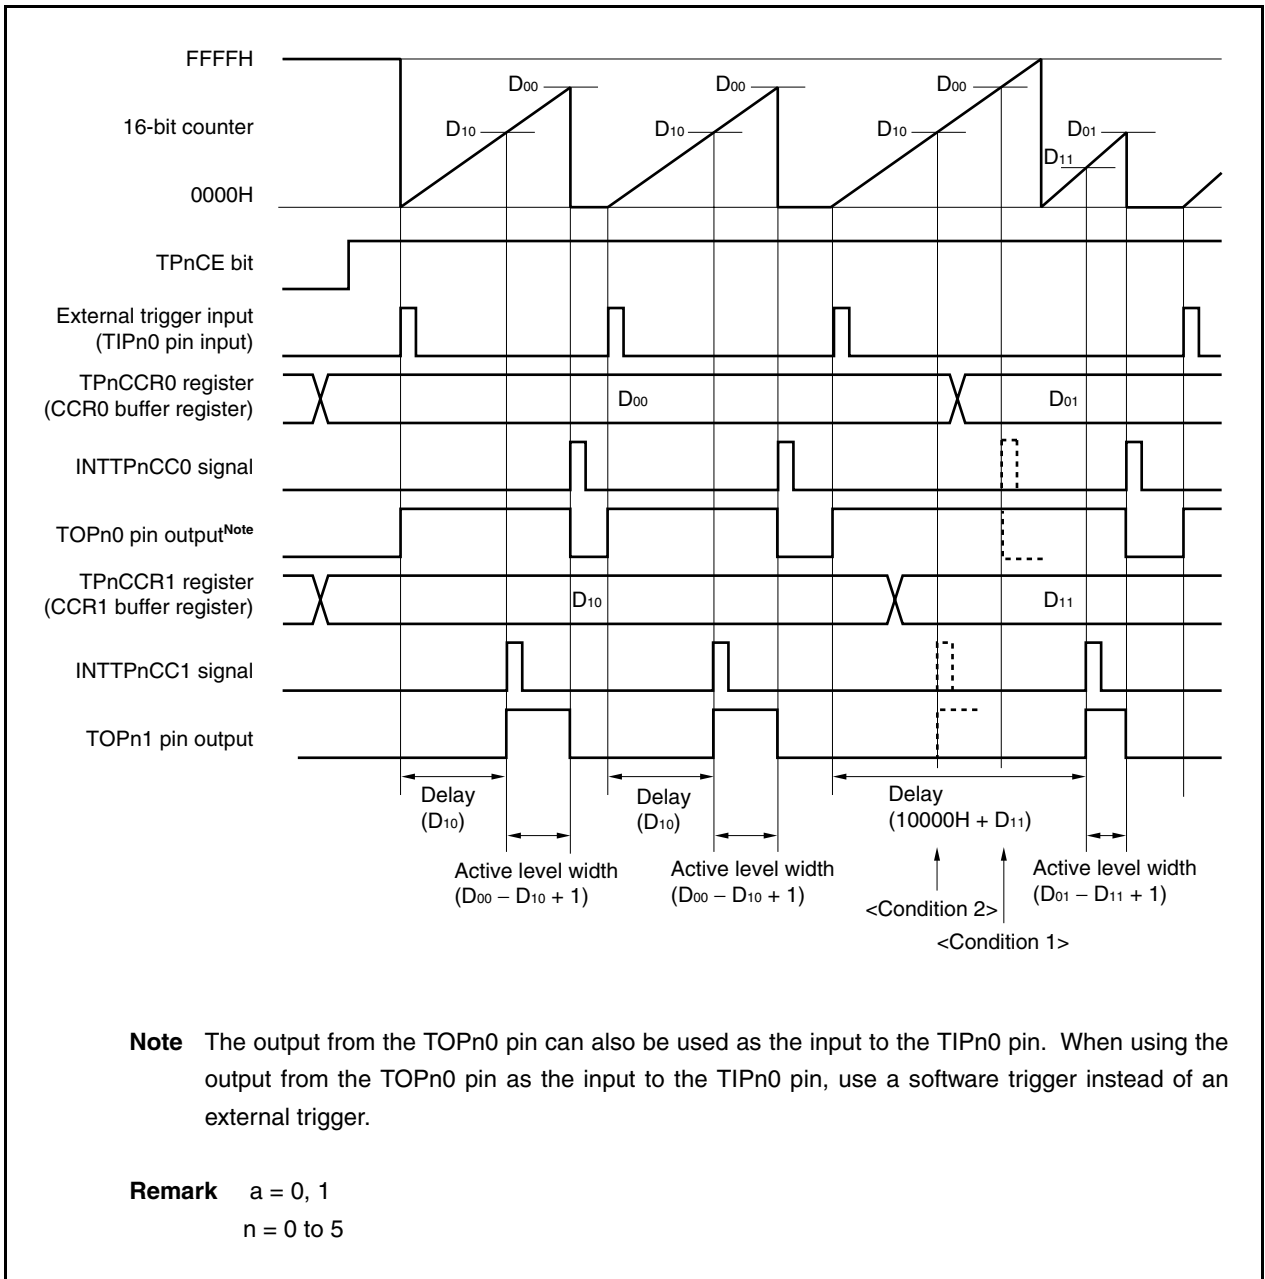 FFFFH
D00
D00
D00
16-bit counter
D10
D10
D10
D01
D11
0000H
TPnCE bit
External trigger input
(TIPn0 pin input)
TPnCCR0 register
(CCR0 buffer register)
D00
D01
INTTPnCC0 signal
TOPn0 pin outputNote
TPnCCR1 register
(CCR1 buffer register)
D10
D11
INTTPnCC1 signal
TOPn1 pin output
Delay
(D10)
Delay
(D10)
Delay
(10000H + D11)
Active level width
(D00 − D10 + 1)
Active level width
(D00 − D10 + 1)
Active level width
(D01 − D11 + 1)
<Condition 2>
<Condition 1>
Note The output from the TOPn0 pin can also be used as the input to the TIPn0 pin. When using the
output from the TOPn0 pin as the input to the TIPn0 pin, use a software trigger instead of an
external trigger.
Remark a = 0, 1
n = 0 to 5